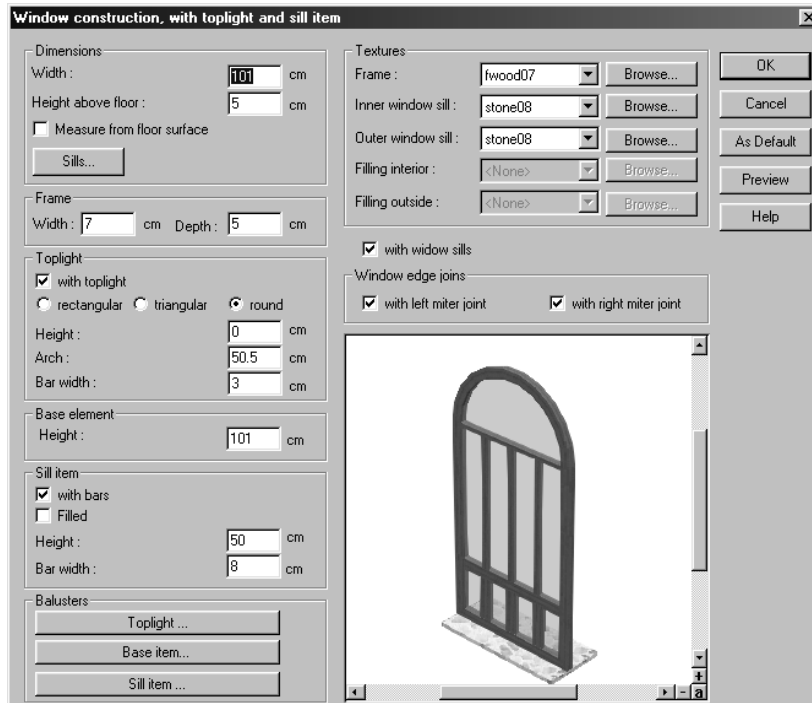 Window construction, with toplight and sill item
Dimensions
Width : 101 cm
Height above floor : 5 cm
Measure from floor surface
Sills...
Frame
Width : 7 cm Depth : 5 cm
Toplight
with toplight
rectangular triangular round
Height : 0 cm
Arch : 50.5 cm
Bar width : 3 cm
Base element
Height : 101 cm
Sill item
with bars
Filled
Height : 50 cm
Bar width : 8 cm
Balusters
Toplight ...
Base item...
Sill item ...
Textures
Frame : fwood07 Browse...
Inner window sill : stone08 Browse...
Outer window sill : stone08 Browse...
Filling interior : <None> Browse...
Filling outside : <None> Browse...
with widow sills
Window edge joins
with left miter joint with right miter joint
a
OK
Cancel
As Default
Preview
Help